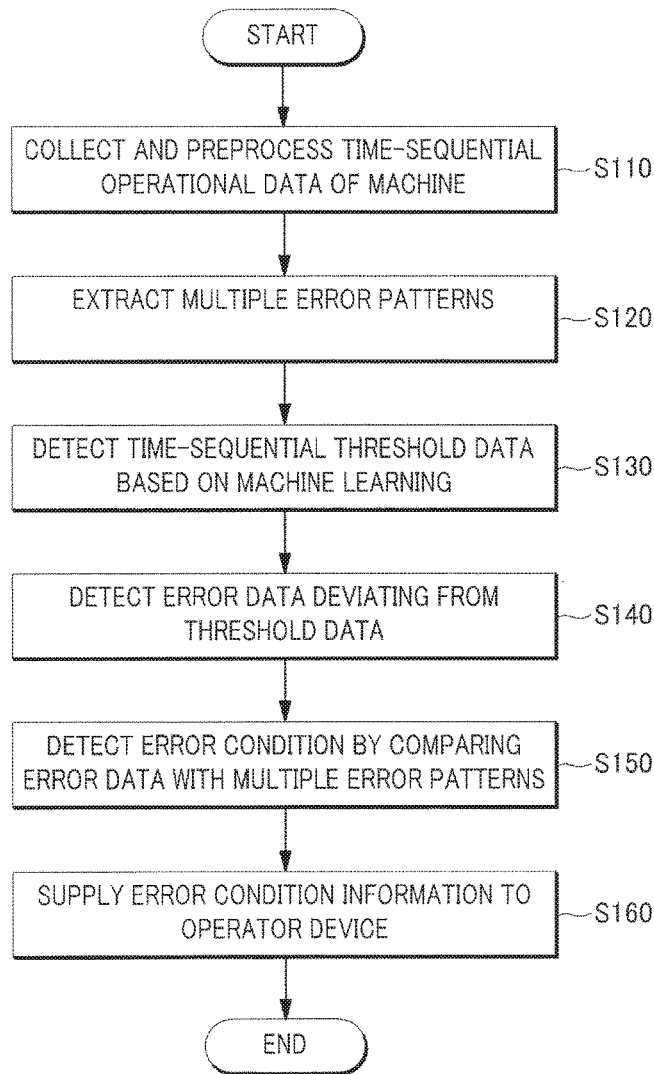 START
COLLECT AND PREPROCESS TIME-SEQUENTIAL
OPERATIONAL DATA OF MACHINE
S110
EXTRACT MULTIPLE ERROR PATTERNS
S120
DETECT TIME-SEQUENTIAL THRESHOLD DATA
BASED ON MACHINE LEARNING
S130
DETECT ERROR DATA DEVIATING FROM
THRESHOLD DATA
S140
DETECT ERROR CONDITION BY COMPARING
ERROR DATA WITH MULTIPLE ERROR PATTERNS
S150
SUPPLY ERROR CONDITION INFORMATION TO
OPERATOR DEVICE
S160
END